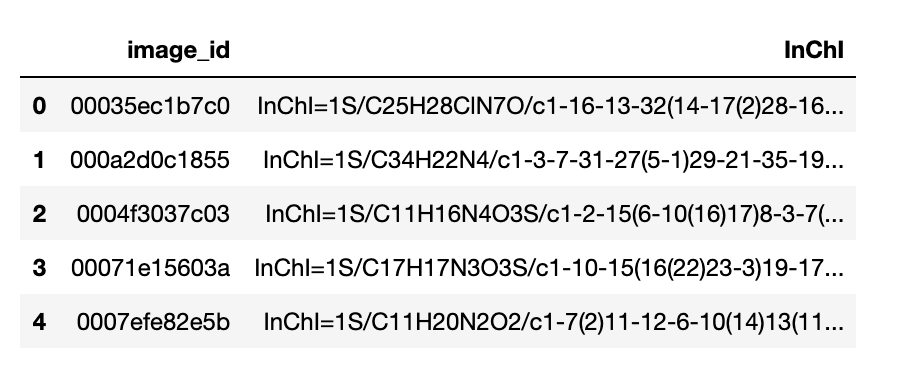 image_id InChI
0 00035ec1b7c0 InChI=1S/C25H28ClN7O/c1-16-13-32(14-17(2)28-16...
1 000a2d0c1855 InChI=1S/C34H22N4/c1-3-7-31-27(5-1)29-21-35-19...
2 0004f3037c03 InChI=1S/C11H16N4O3S/c1-2-15(6-10(16)17)8-3-7(...
3 00071e15603a InChI=1S/C17H17N3O3S/c1-10-15(16(22)23-3)19-17...
4 0007efe82e5b InChI=1S/C11H20N2O2/c1-7(2)11-12-6-10(14)13(11...